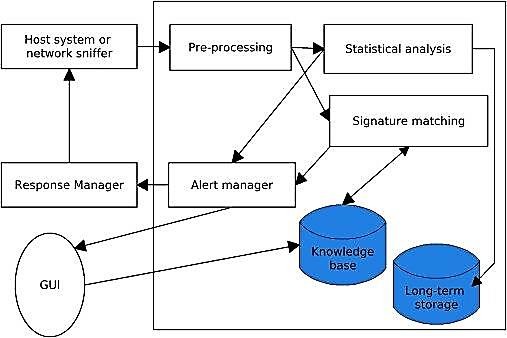 Host system or
network sniffer
Pre-processing
Statistical analysis
Signature matching
Response Manager
Alert manager
Knowledge
base
GUI
Long-term
storage